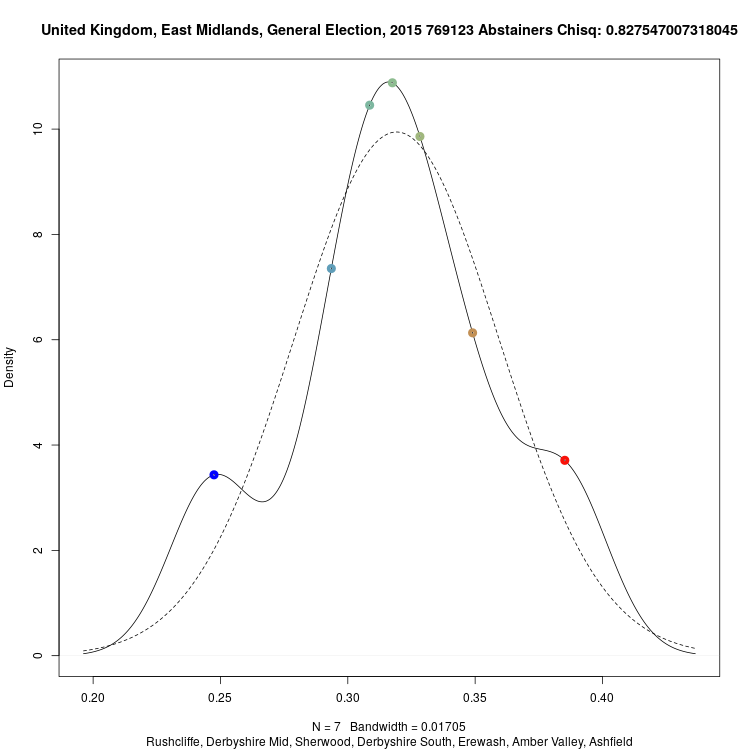 United Kingdom, East Midlands, General Election, 2015 769123 Abstainers Chisq: 0.827547007318045
Density
10
8
6
4
2
0
0.20 0.25 0.30 0.35 0.40
N = 7 Bandwidth = 0.01705
Rushcliffe, Derbyshire Mid, Sherwood, Derbyshire South, Erewash, Amber Valley, Ashfield